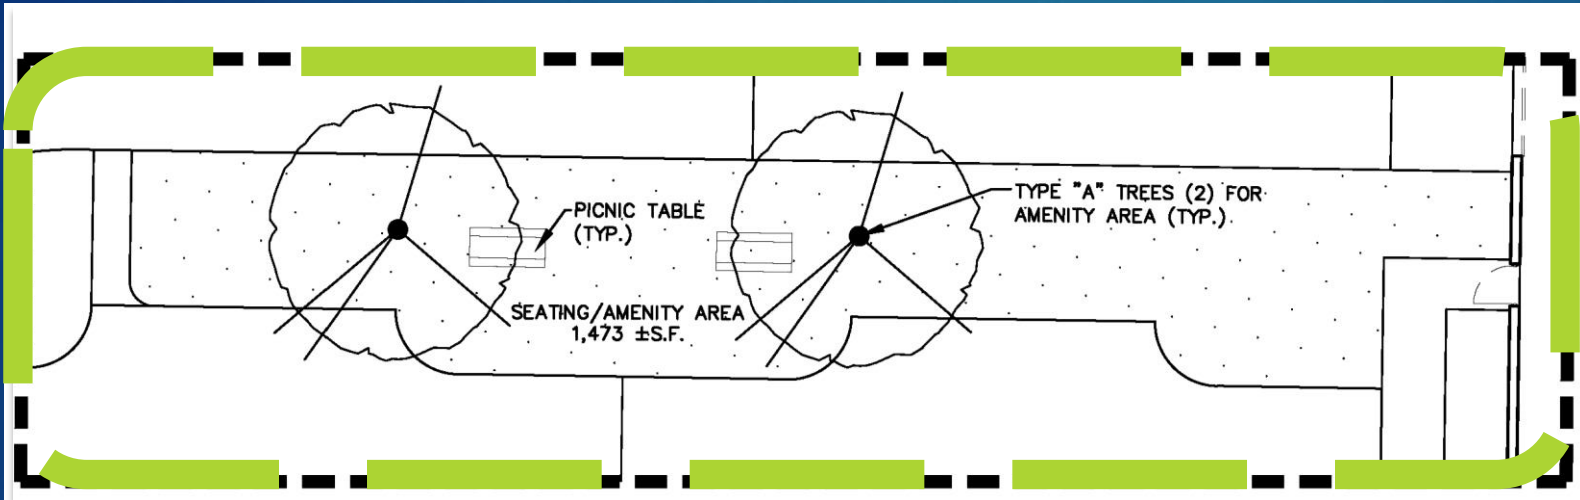 PICNIC TABLE
(TYP.)
TYPE "A" TREES (2) FOR
AMENITY AREA (TYP.)
SEATING/AMENITY AREA
1,473 ±S.F.